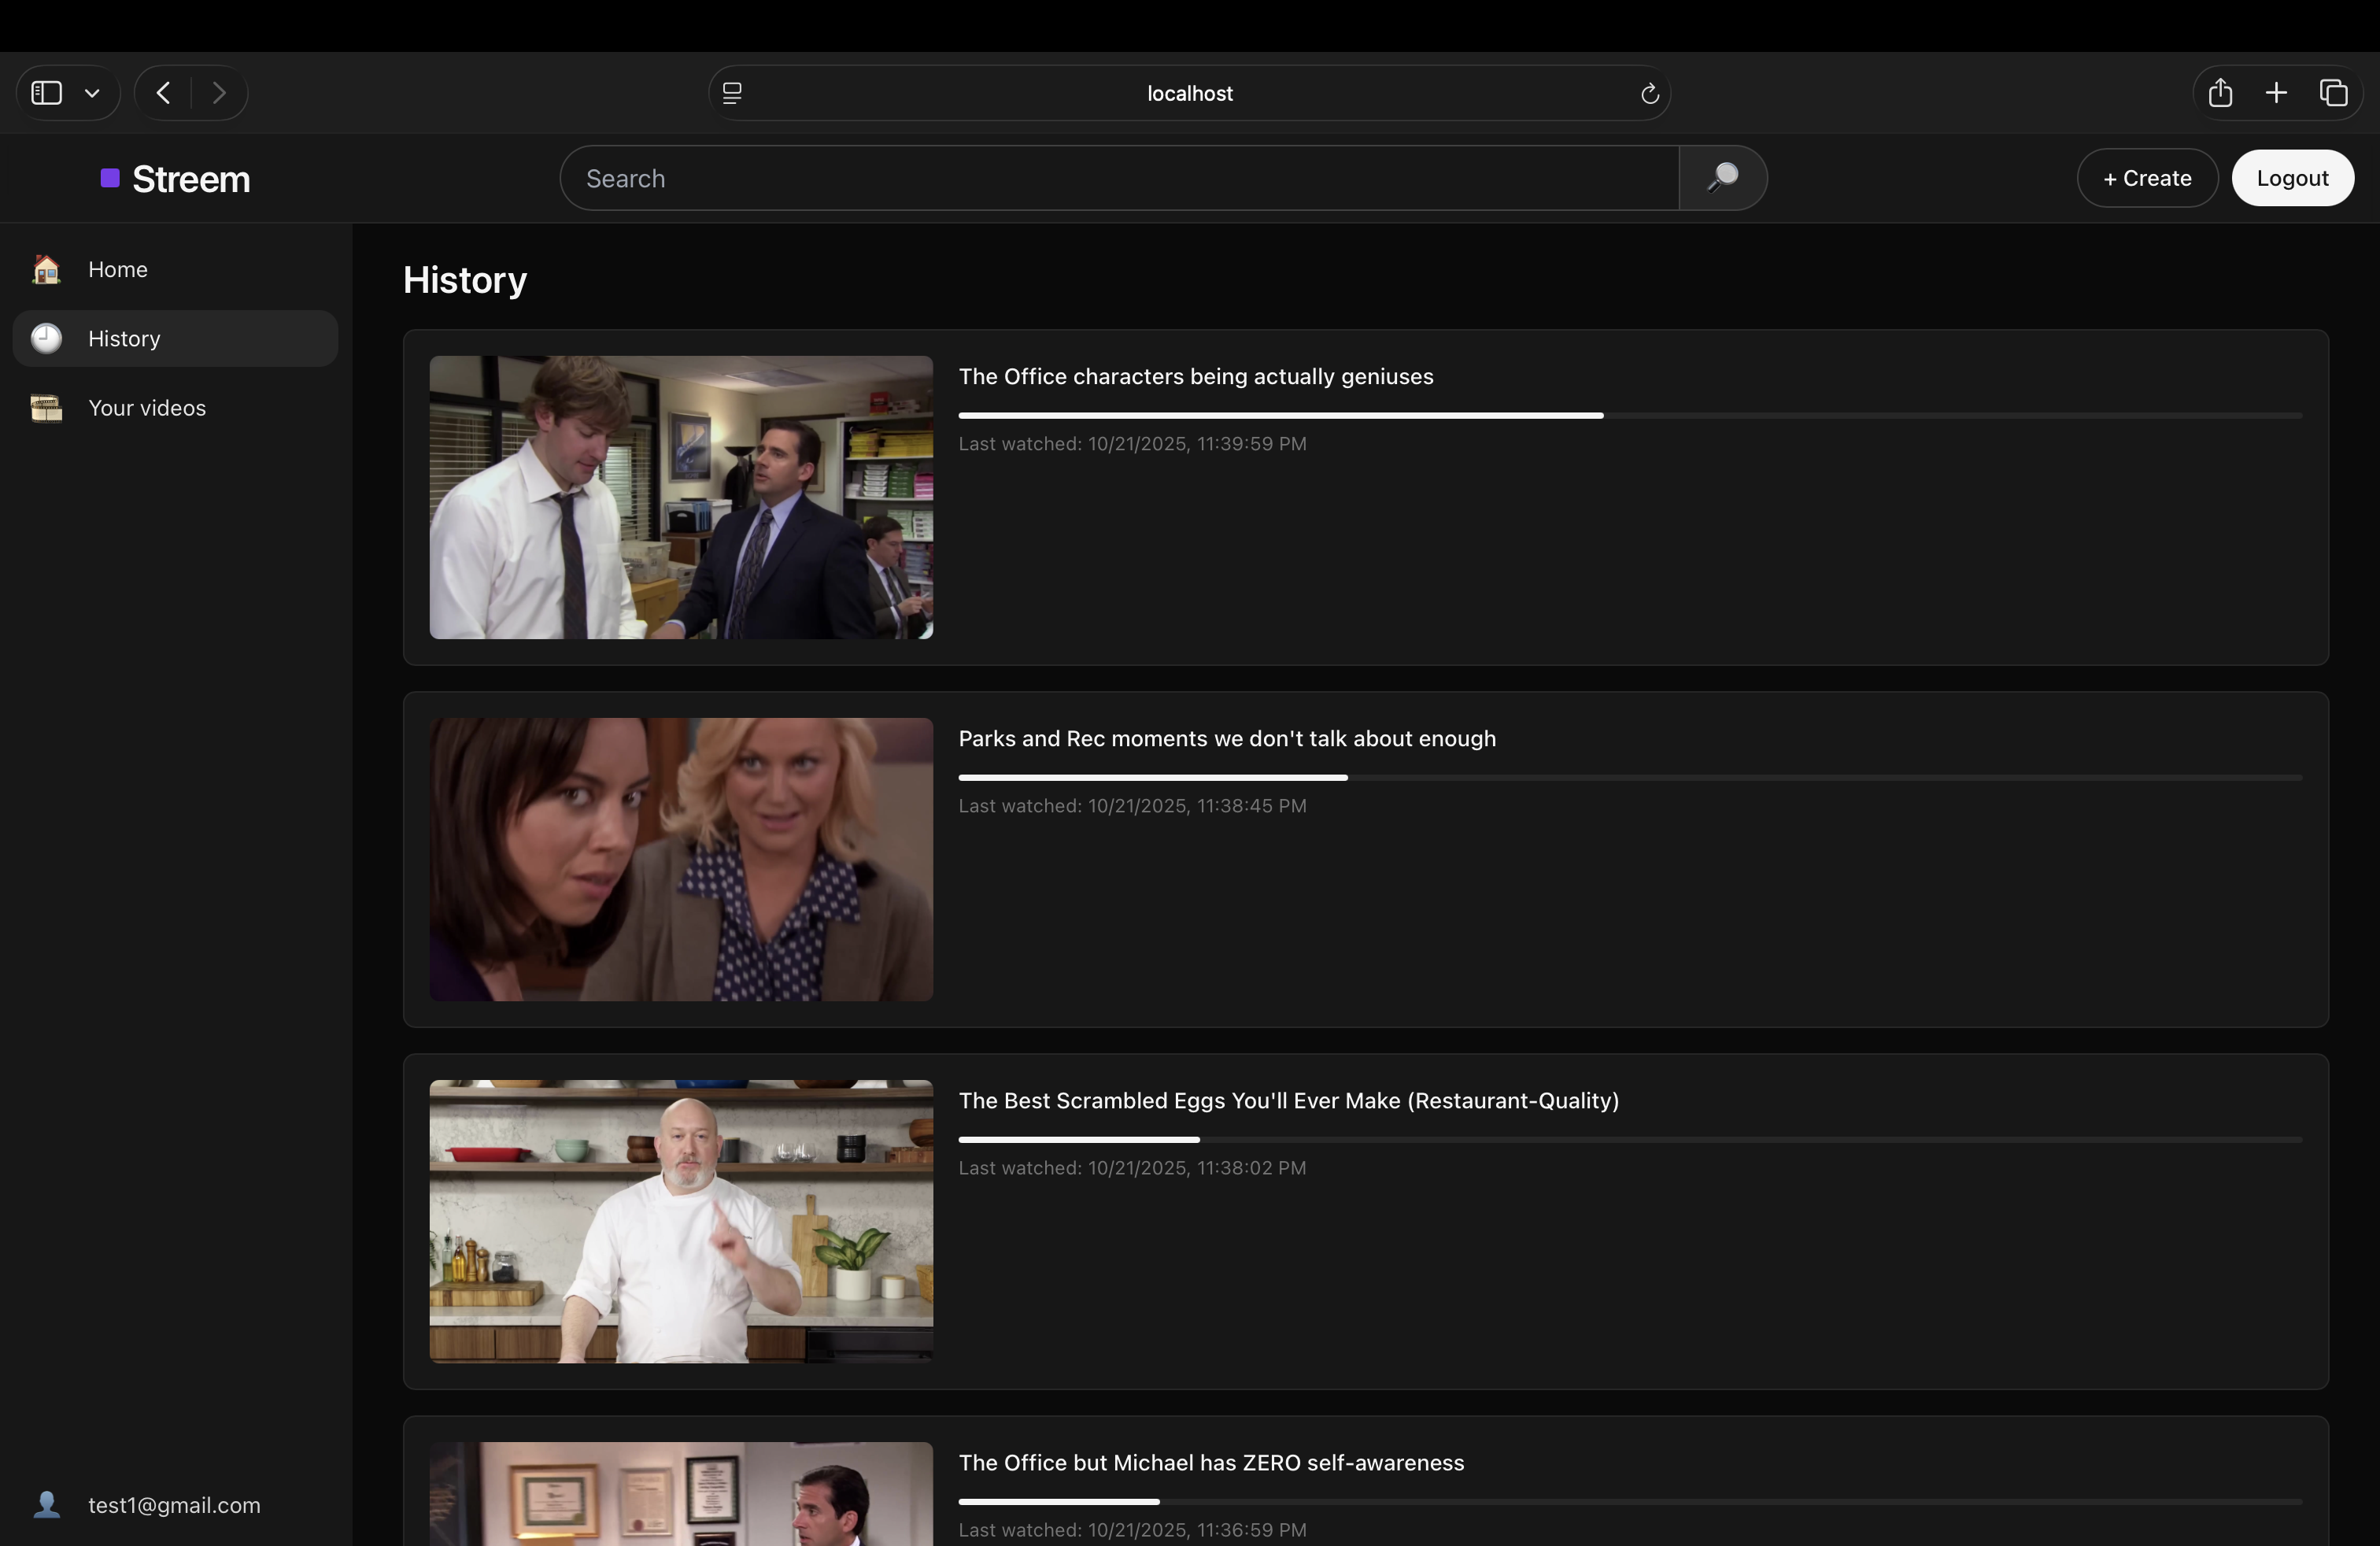 localhost
Streem
Search
+ Create
Logout
Home
History
Your videos
test1@gmail.com
History
The Office characters being actually geniuses
Last watched: 10/21/2025, 11:39:59 PM
Parks and Rec moments we don't talk about enough
Last watched: 10/21/2025, 11:38:45 PM
The Best Scrambled Eggs You'll Ever Make (Restaurant-Quality)
Last watched: 10/21/2025, 11:38:02 PM
The Office but Michael has ZERO self-awareness
Last watched: 10/21/2025, 11:36:59 PM